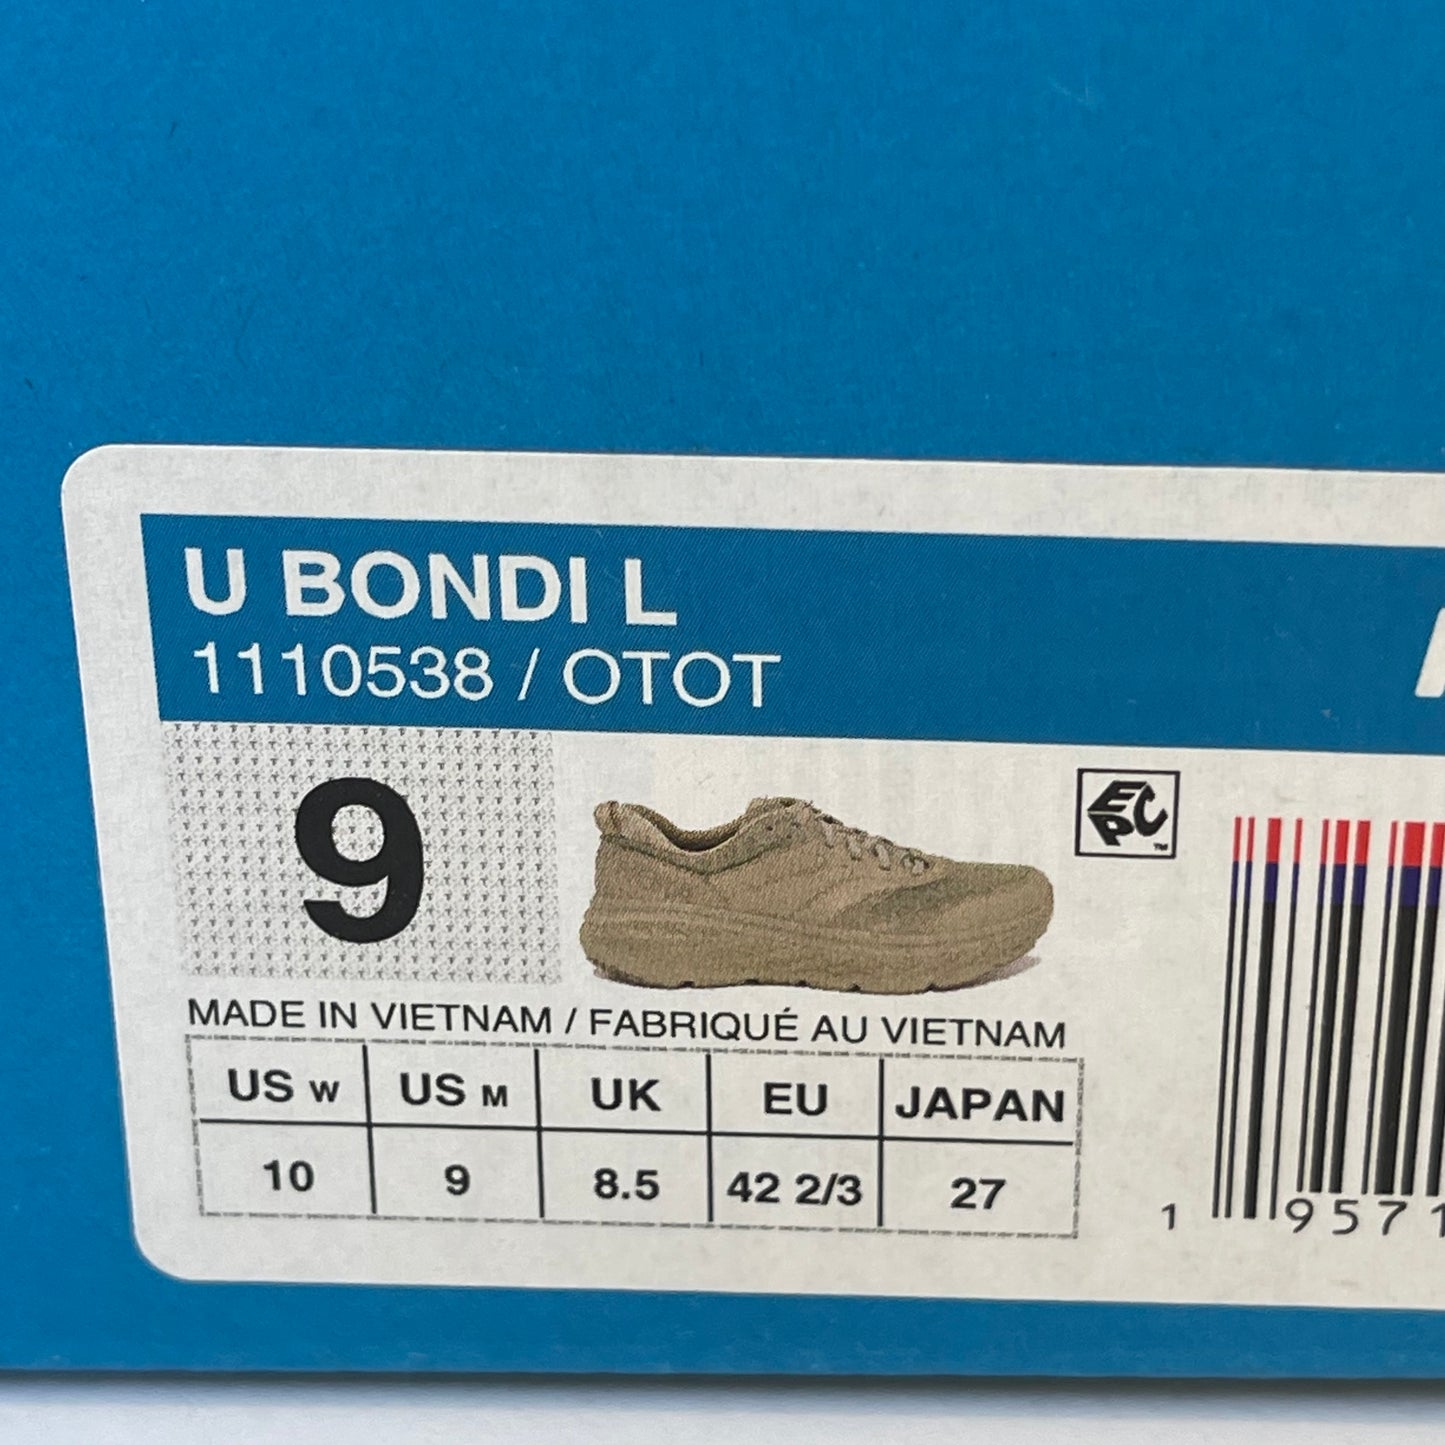 U BONDI L
1110538 / OTOT
9
EPC™
MADE IN VIETNAM / FABRIQUÉ AU VIETNAM
US W US M UK EU JAPAN
10 9 8.5 42 2/3 27
1 9571